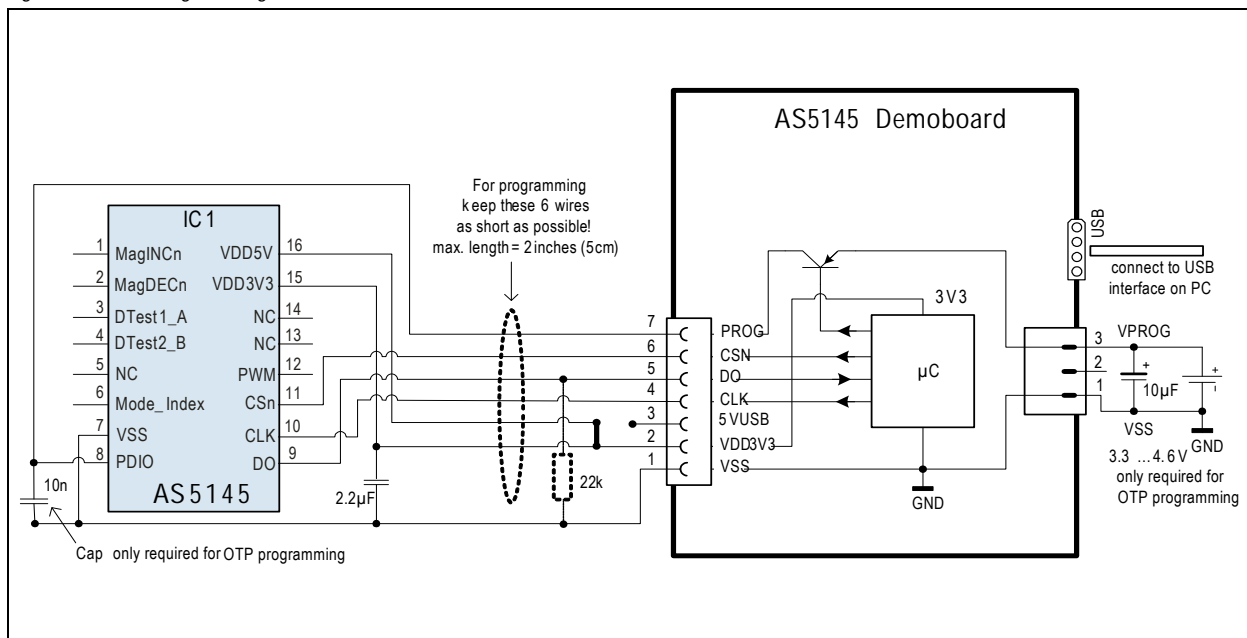 AS5145 Demoboard
For programming
keep these 6 wires
as short as possible!
max. length = 2 inches (5cm)
IC1
1 MagINCn
2 MagDECn
3 DTest1_A
4 DTest2_B
5 NC
6 Mode_Index
7 VSS
8 PDIO
VDD5V 16
VDD3V3 15
NC 14
NC 13
PWM 12
CSn 11
CLK 10
DO 9
AS5145
10n
Cap only required for OTP programming
2.2µF
22k
7 PROG
6 CSN
5 DO
4 CLK
3 5VUSB
2 VDD3V3
1 VSS
3V3
µC
GND
USB
connect to USB
interface on PC
3 VPROG
2
1
+
10µF
+
-
VSS
GND
3.3 ...4.6V
only required for
OTP programming